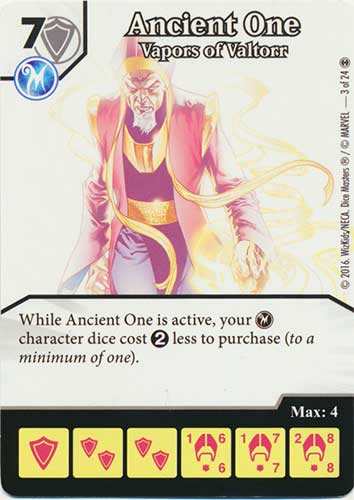 7
Ancient One
Vapors of Valtorr
© 2016. WizKids/NECA. Dice Masters ® / © MARVEL — 3 of 24
While Ancient One is active, your
character dice cost 2 less to purchase (to a
minimum of one).
Max: 4
1 6 6
1 7 7
2 8 8